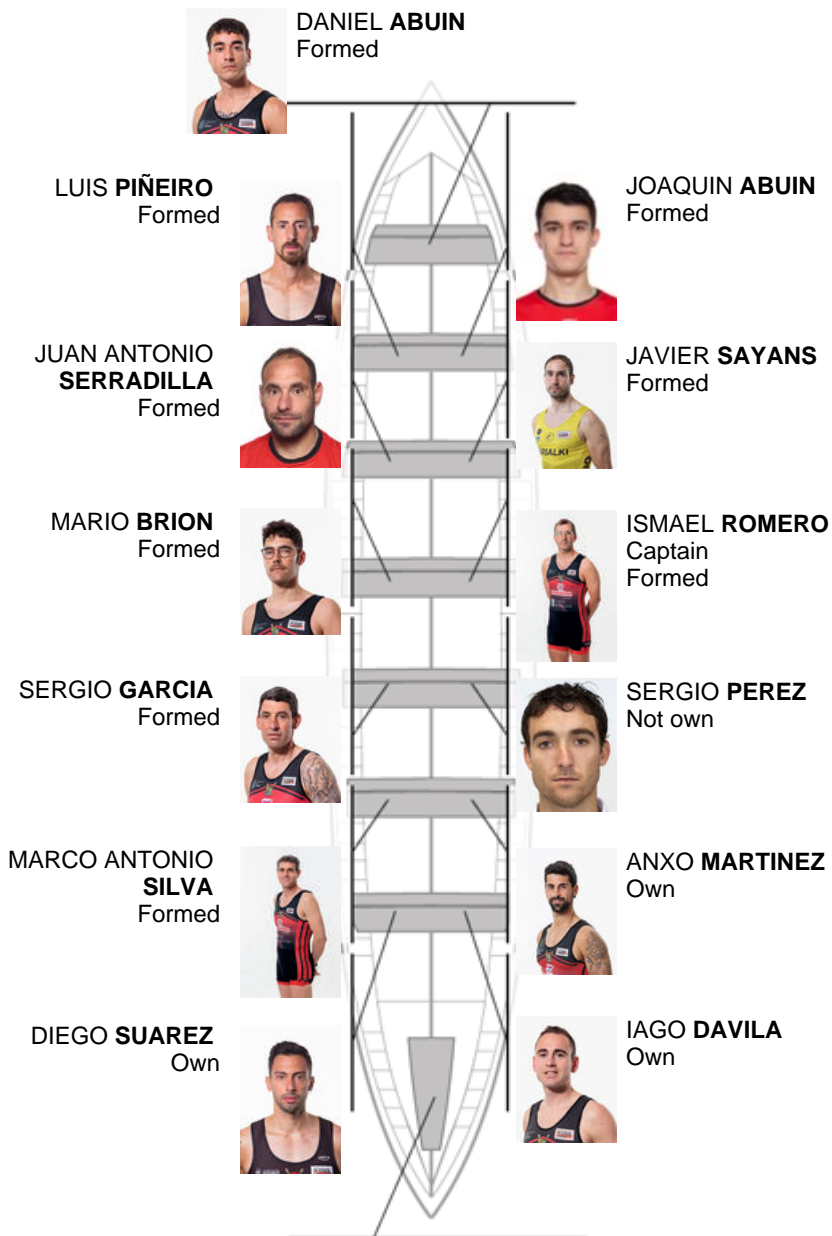 DANIEL ABUIN
Formed
LUIS PIÑEIRO
Formed
JOAQUIN ABUIN
Formed
JUAN ANTONIO
SERRADILLA
Formed
JAVIER SAYANS
Formed
MARIO BRION
Formed
ISMAEL ROMERO
Captain
Formed
SERGIO GARCIA
Formed
SERGIO PEREZ
Not own
MARCO ANTONIO
SILVA
Formed
ANXO MARTINEZ
Own
DIEGO SUAREZ
Own
IAGO DAVILA
Own